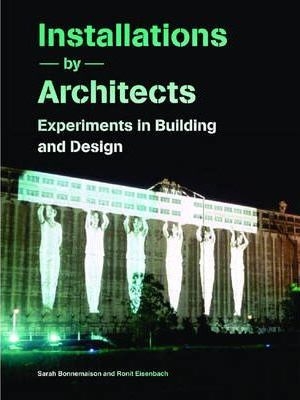 Installations
— by —
Architects
Experiments in Building
and Design
Sarah Bonnemaison and Ronit Eisenbach